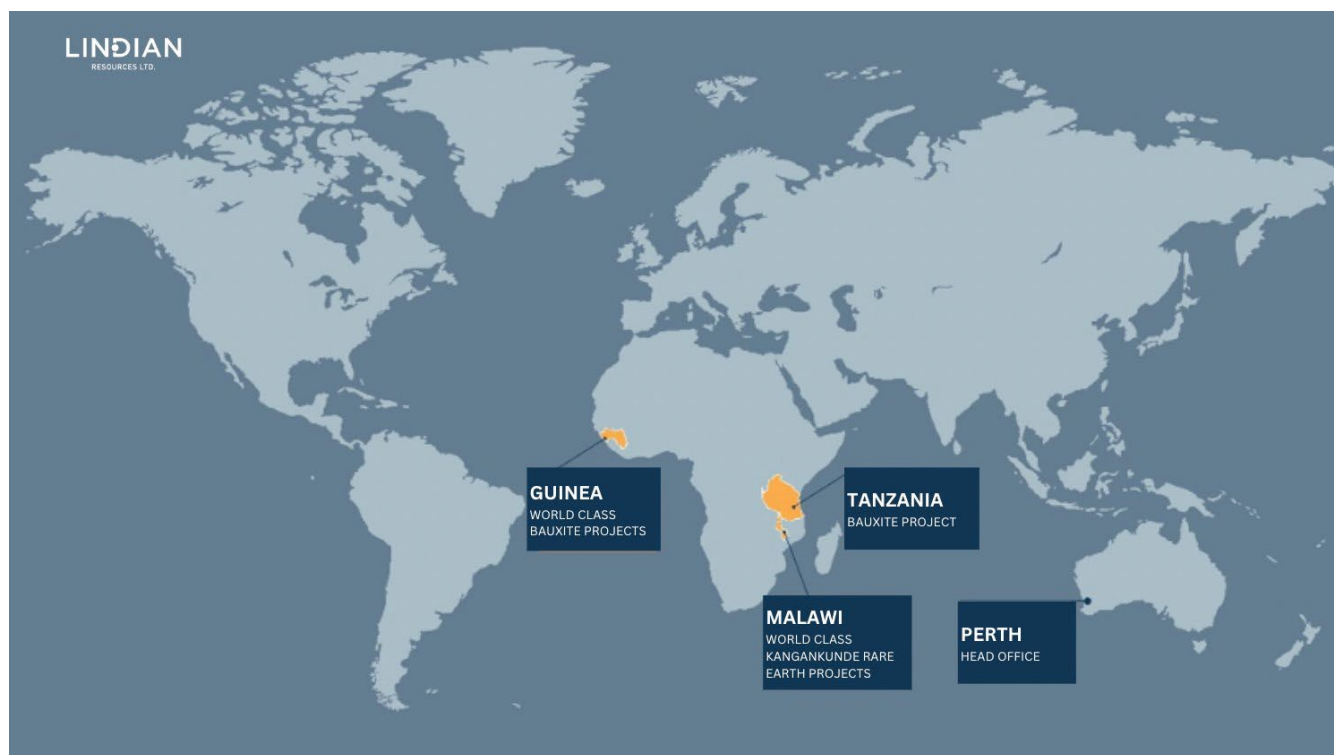 LINDIAN
RESOURCES LTD.
GUINEA
WORLD CLASS
BAUXITE PROJECTS
TANZANIA
BAUXITE PROJECT
MALAWI
WORLD CLASS
KANGANKUNDE RARE
EARTH PROJECTS
PERTH
HEAD OFFICE